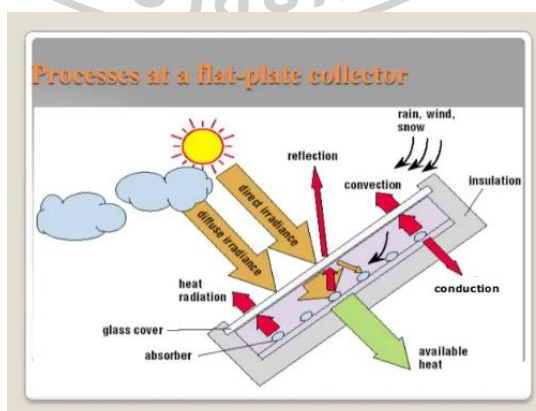 Processes at a flat-plate collector
rain, wind,
snow
reflection
convection
insulation
direct irradiance
diffuse irradiance
heat
radiation
conduction
glass cover
absorber
available
heat